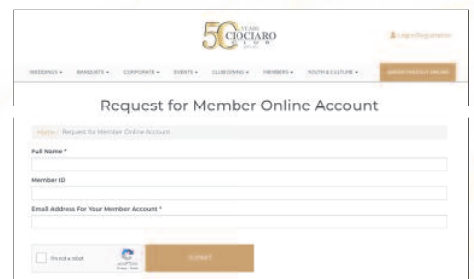 50 YEARS
CIOCIARO
CLUB
Login/Registration
WEDDINGS BANQUETS CORPORATE EVENTS CLUB DINING MEMBERS YOUTH & CULTURE
Request for Member Online Account
Home / Request for Member Online Account
Full Name *
Member ID
Email Address For Your Member Account *
I'm not a robot
SUBMIT